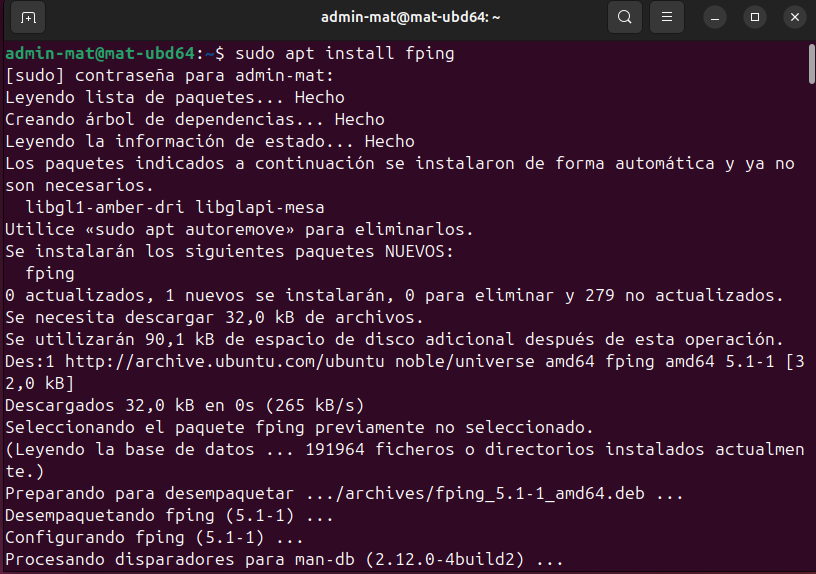 admin-mat@mat-ubd64: ~
admin-mat@mat-ubd64:~$ sudo apt install fping
[sudo] contraseña para admin-mat:
Leyendo lista de paquetes... Hecho
Creando árbol de dependencias... Hecho
Leyendo la información de estado... Hecho
Los paquetes indicados a continuación se instalaron de forma automática y ya no
son necesarios.
  libgl1-amber-dri libglapi-mesa
Utilice «sudo apt autoremove» para eliminarlos.
Se instalarán los siguientes paquetes NUEVOS:
  fping
0 actualizados, 1 nuevos se instalarán, 0 para eliminar y 279 no actualizados.
Se necesita descargar 32,0 kB de archivos.
Se utilizarán 90,1 kB de espacio de disco adicional después de esta operación.
Des:1 http://archive.ubuntu.com/ubuntu noble/universe amd64 fping amd64 5.1-1 [3
2,0 kB]
Descargados 32,0 kB en 0s (265 kB/s)
Seleccionando el paquete fping previamente no seleccionado.
(Leyendo la base de datos ... 191964 ficheros o directorios instalados actualmen
te.)
Preparando para desempaquetar .../archives/fping_5.1-1_amd64.deb ...
Desempaquetando fping (5.1-1) ...
Configurando fping (5.1-1) ...
Procesando disparadores para man-db (2.12.0-4build2) ...